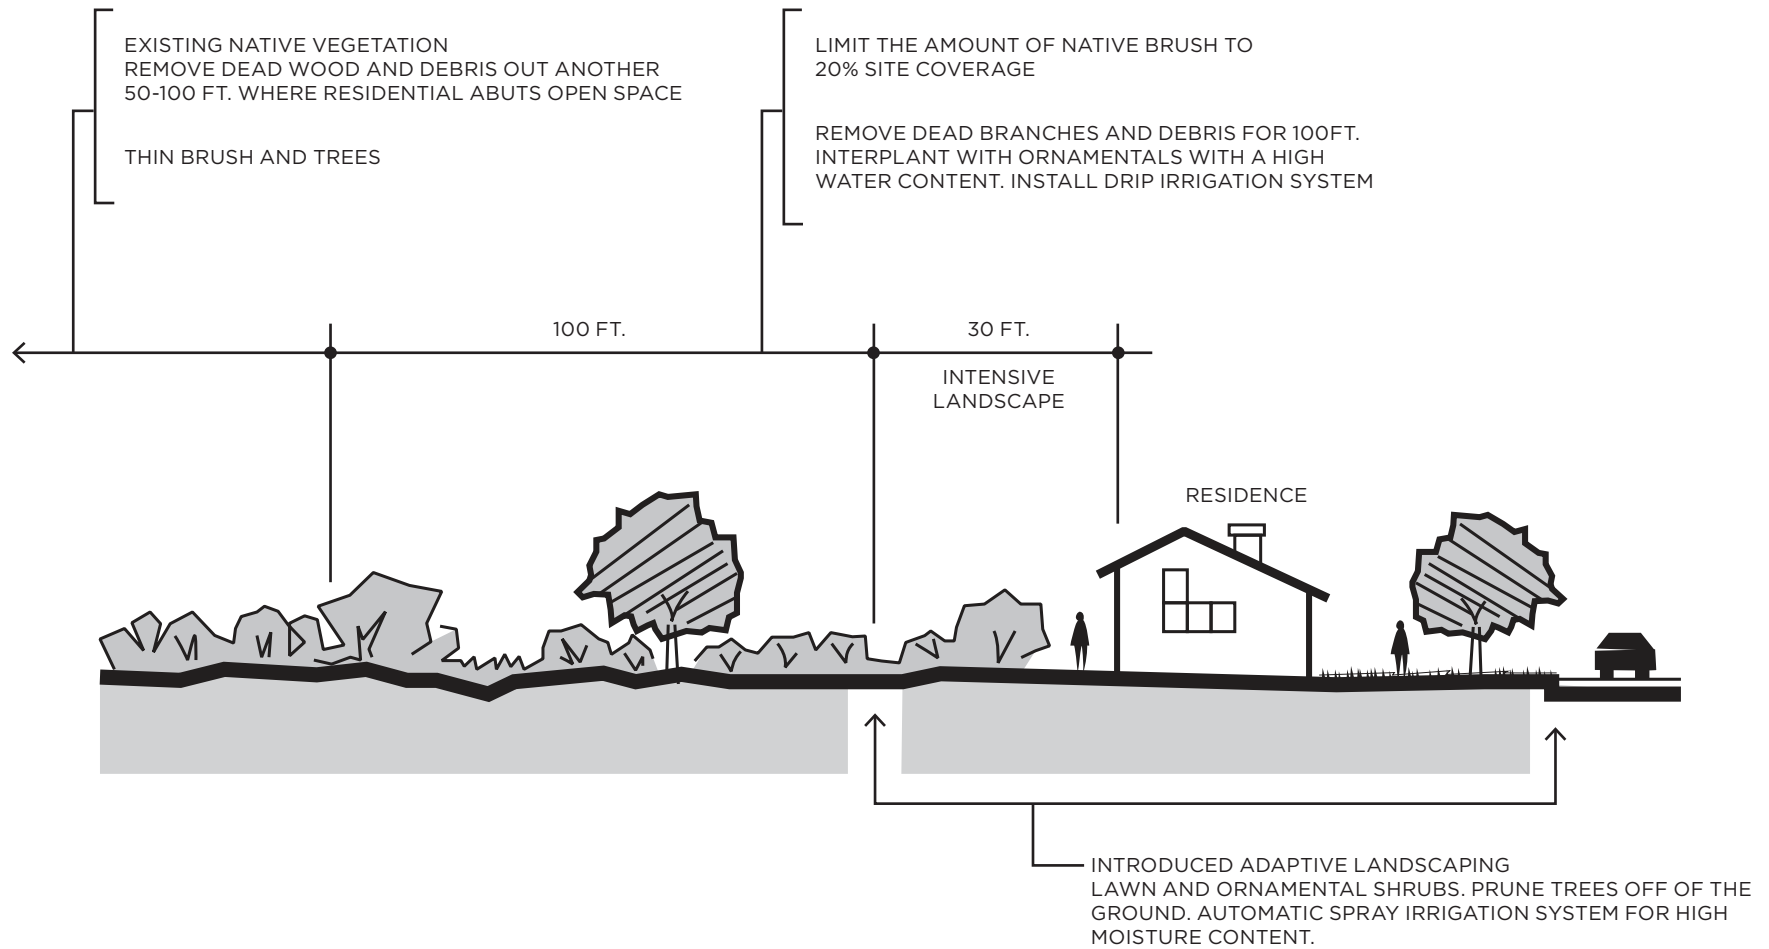 EXISTING NATIVE VEGETATION
REMOVE DEAD WOOD AND DEBRIS OUT ANOTHER
50-100 FT. WHERE RESIDENTIAL ABUTS OPEN SPACE
THIN BRUSH AND TREES
LIMIT THE AMOUNT OF NATIVE BRUSH TO
20% SITE COVERAGE
REMOVE DEAD BRANCHES AND DEBRIS FOR 100FT.
INTERPLANT WITH ORNAMENTALS WITH A HIGH
WATER CONTENT. INSTALL DRIP IRRIGATION SYSTEM
100 FT.
30 FT.
INTENSIVE
LANDSCAPE
RESIDENCE
INTRODUCED ADAPTIVE LANDSCAPING
LAWN AND ORNAMENTAL SHRUBS. PRUNE TREES OFF OF THE
GROUND. AUTOMATIC SPRAY IRRIGATION SYSTEM FOR HIGH
MOISTURE CONTENT.